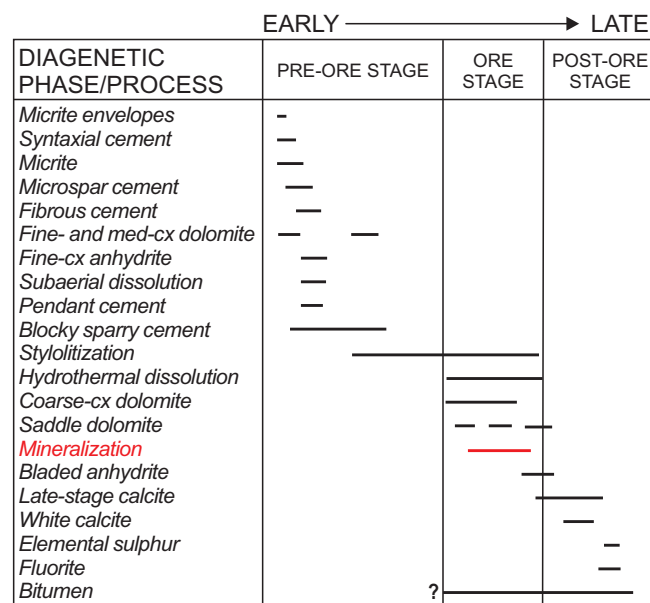 EARLY LATE
DIAGENETIC
PHASE/PROCESS
PRE-ORE STAGE
ORE
STAGE
POST-ORE
STAGE
Micrite envelopes
Syntaxial cement
Micrite
Microspar cement
Fibrous cement
Fine- and med-cx dolomite
Fine-cx anhydrite
Subaerial dissolution
Pendant cement
Blocky sparry cement
Stylolitization
Hydrothermal dissolution
Coarse-cx dolomite
Saddle dolomite
Mineralization
Bladed anhydrite
Late-stage calcite
White calcite
Elemental sulphur
Fluorite
Bitumen ?